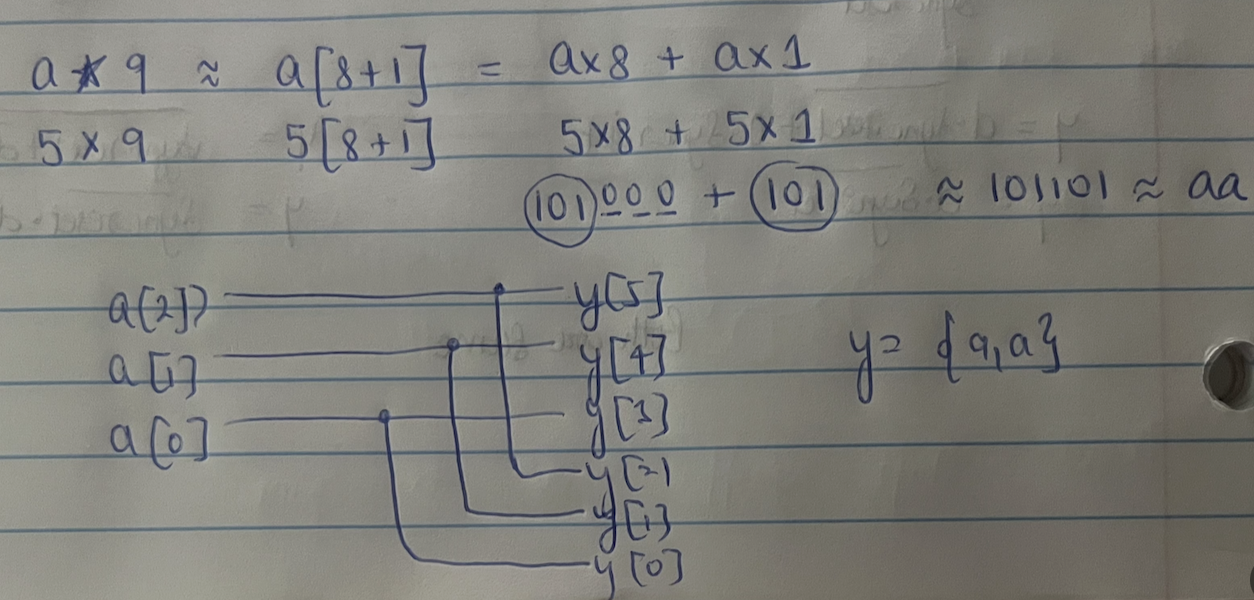 a * 9 ≈ a[8+1] = a×8 + a×1
5 × 9 5[8+1] 5×8 + 5×1
101000 + 101 ≈ 101101 ≈ aa
a[2] y[5]
a[1] y[4] y= {a,a}
a[0] y[3]
y[2]
y[1]
y[0]